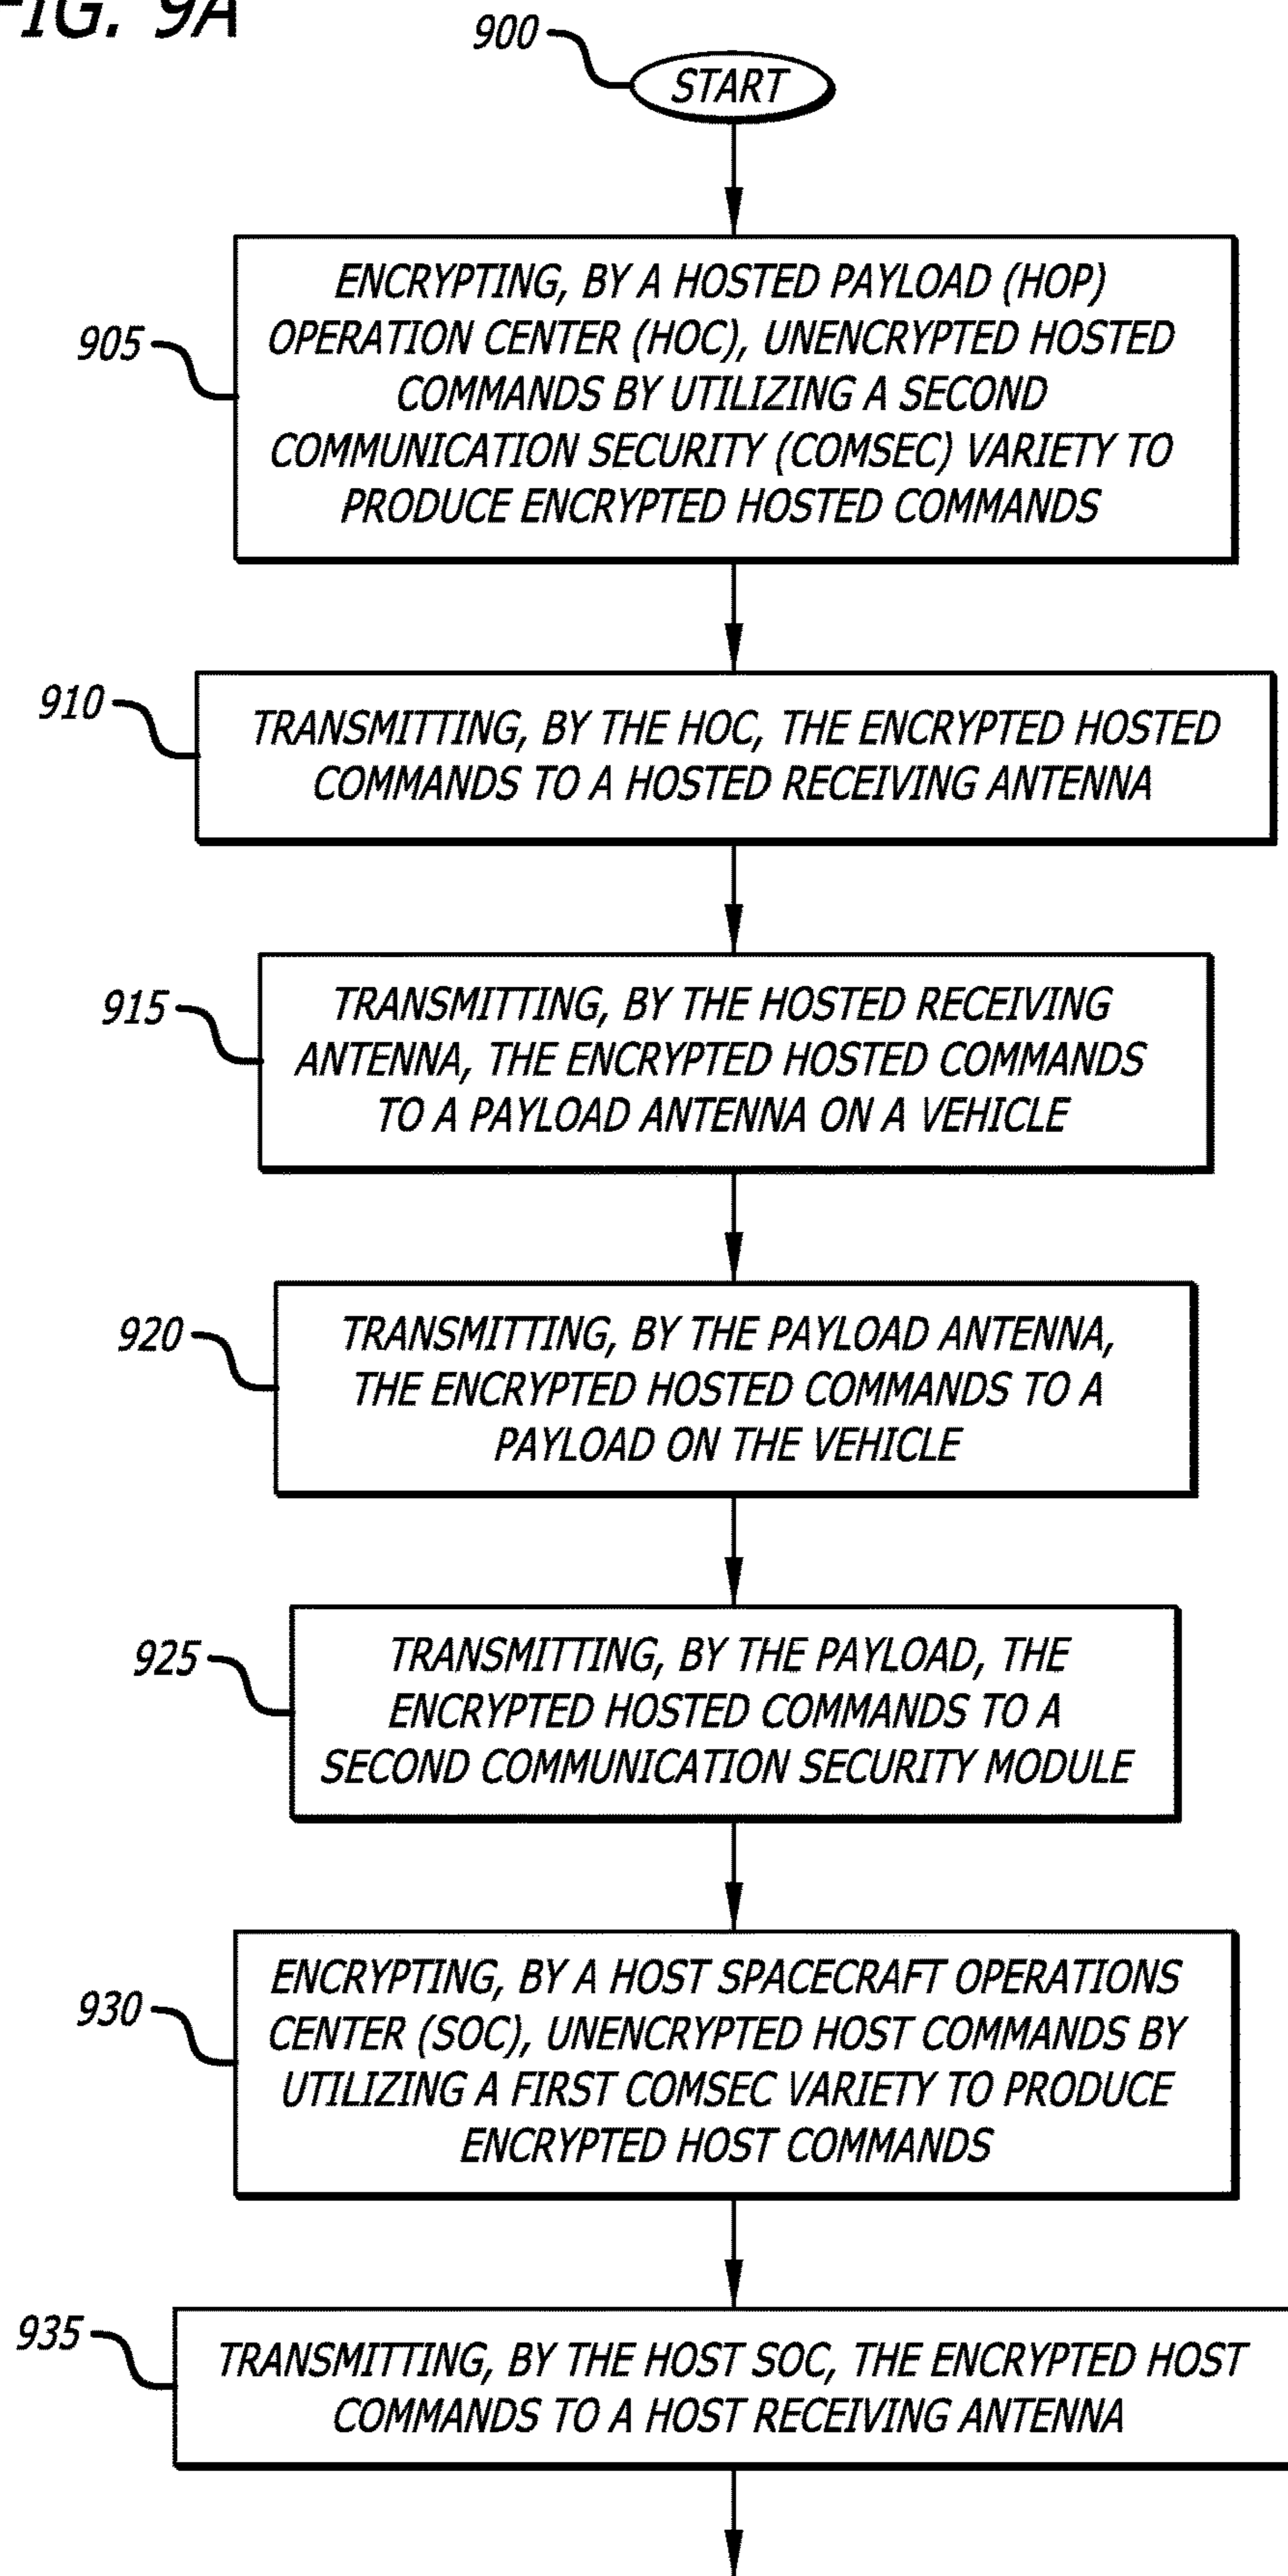 FIG. 9A
900
START
905
ENCRYPTING, BY A HOSTED PAYLOAD (HOP)
OPERATION CENTER (HOC), UNENCRYPTED HOSTED
COMMANDS BY UTILIZING A SECOND
COMMUNICATION SECURITY (COMSEC) VARIETY TO
PRODUCE ENCRYPTED HOSTED COMMANDS
910
TRANSMITTING, BY THE HOC, THE ENCRYPTED HOSTED
COMMANDS TO A HOSTED RECEIVING ANTENNA
915
TRANSMITTING, BY THE HOSTED RECEIVING
ANTENNA, THE ENCRYPTED HOSTED COMMANDS
TO A PAYLOAD ANTENNA ON A VEHICLE
920
TRANSMITTING, BY THE PAYLOAD ANTENNA,
THE ENCRYPTED HOSTED COMMANDS TO A
PAYLOAD ON THE VEHICLE
925
TRANSMITTING, BY THE PAYLOAD, THE
ENCRYPTED HOSTED COMMANDS TO A
SECOND COMMUNICATION SECURITY MODULE
930
ENCRYPTING, BY A HOST SPACECRAFT OPERATIONS
CENTER (SOC), UNENCRYPTED HOST COMMANDS BY
UTILIZING A FIRST COMSEC VARIETY TO PRODUCE
ENCRYPTED HOST COMMANDS
935
TRANSMITTING, BY THE HOST SOC, THE ENCRYPTED HOST
COMMANDS TO A HOST RECEIVING ANTENNA